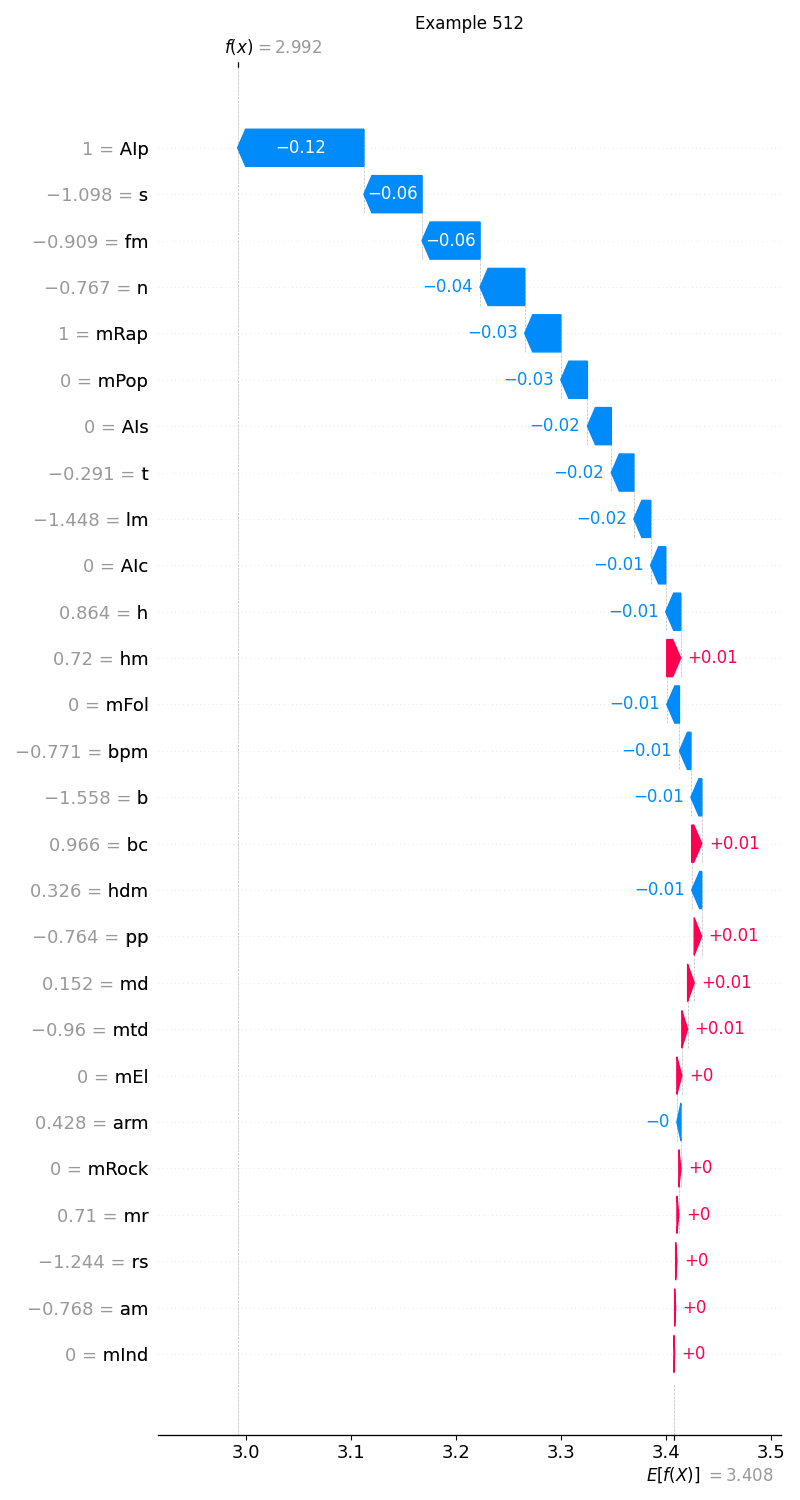 Example 512
f(x) = 2.992
1 = AIp −0.12
−1.098 = s −0.06
−0.909 = fm −0.06
−0.767 = n −0.04
1 = mRap −0.03
0 = mPop −0.03
0 = AIs −0.02
−0.291 = t −0.02
−1.448 = lm −0.02
0 = AIc −0.01
0.864 = h −0.01
0.72 = hm +0.01
0 = mFol −0.01
−0.771 = bpm −0.01
−1.558 = b −0.01
0.966 = bc +0.01
0.326 = hdm −0.01
−0.764 = pp +0.01
0.152 = md +0.01
−0.96 = mtd +0.01
0 = mEl +0
0.428 = arm −0
0 = mRock +0
0.71 = mr +0
−1.244 = rs +0
−0.768 = am +0
0 = mInd +0
3.0 3.1 3.2 3.3 3.4 3.5
E[f(X)] = 3.408